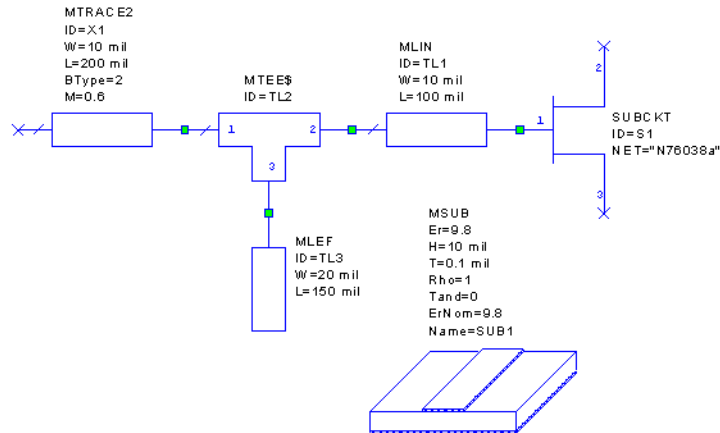 MTRACE2
ID=X1
W=10 mil
L=200 mil
BType=2
M=0.6
MTEE$
ID=TL2
MLIN
ID=TL1
W=10 mil
L=100 mil
1
2
3
1
2
3
SUBCKT
ID=S1
NET="N76038a"
MLEF
ID=TL3
W=20 mil
L=150 mil
MSUB
Er=9.8
H=10 mil
T=0.1 mil
Rho=1
Tand=0
ErNom=9.8
Name=SUB1